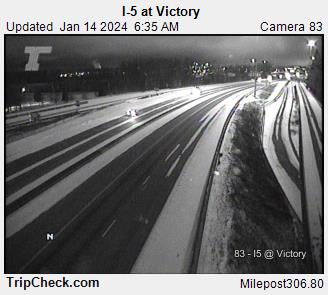 I-5 at Victory
Updated Jan 14 2024 6:35 AM Camera 83
T
N
83 - I5 @ Victory
TripCheck.com Milepost306.80